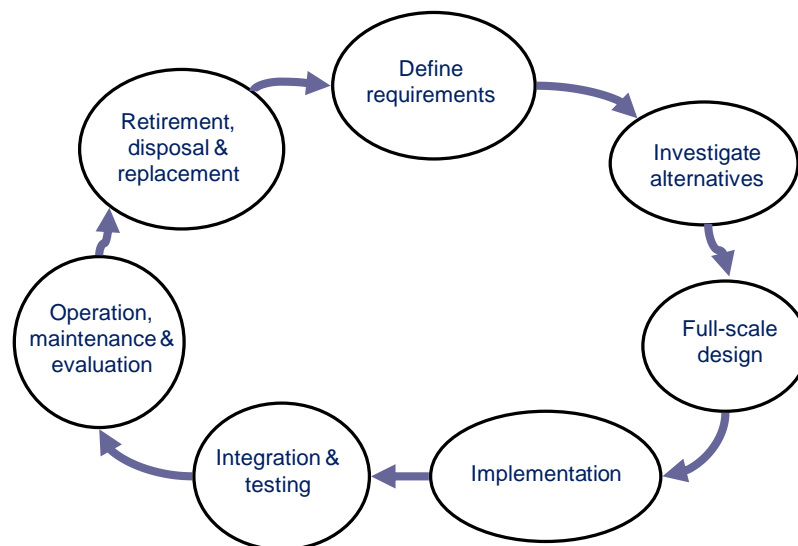 Define
requirements
Investigate
alternatives
Full-scale
design
Implementation
Integration &
testing
Operation,
maintenance &
evaluation
Retirement,
disposal &
replacement